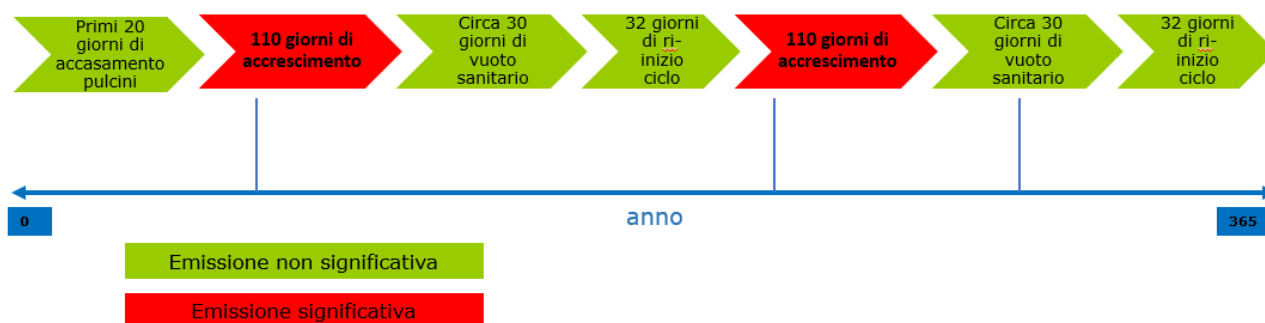 Primi 20
giorni di
accasamento
pulcini
110 giorni di
accrescimento
Circa 30
giorni di
vuoto
sanitario
32 giorni
di ri-
inizio
ciclo
110 giorni di
accrescimento
Circa 30
giorni di
vuoto
sanitario
32 giorni
di ri-
inizio
ciclo
0
anno
365
Emissione non significativa
Emissione significativa